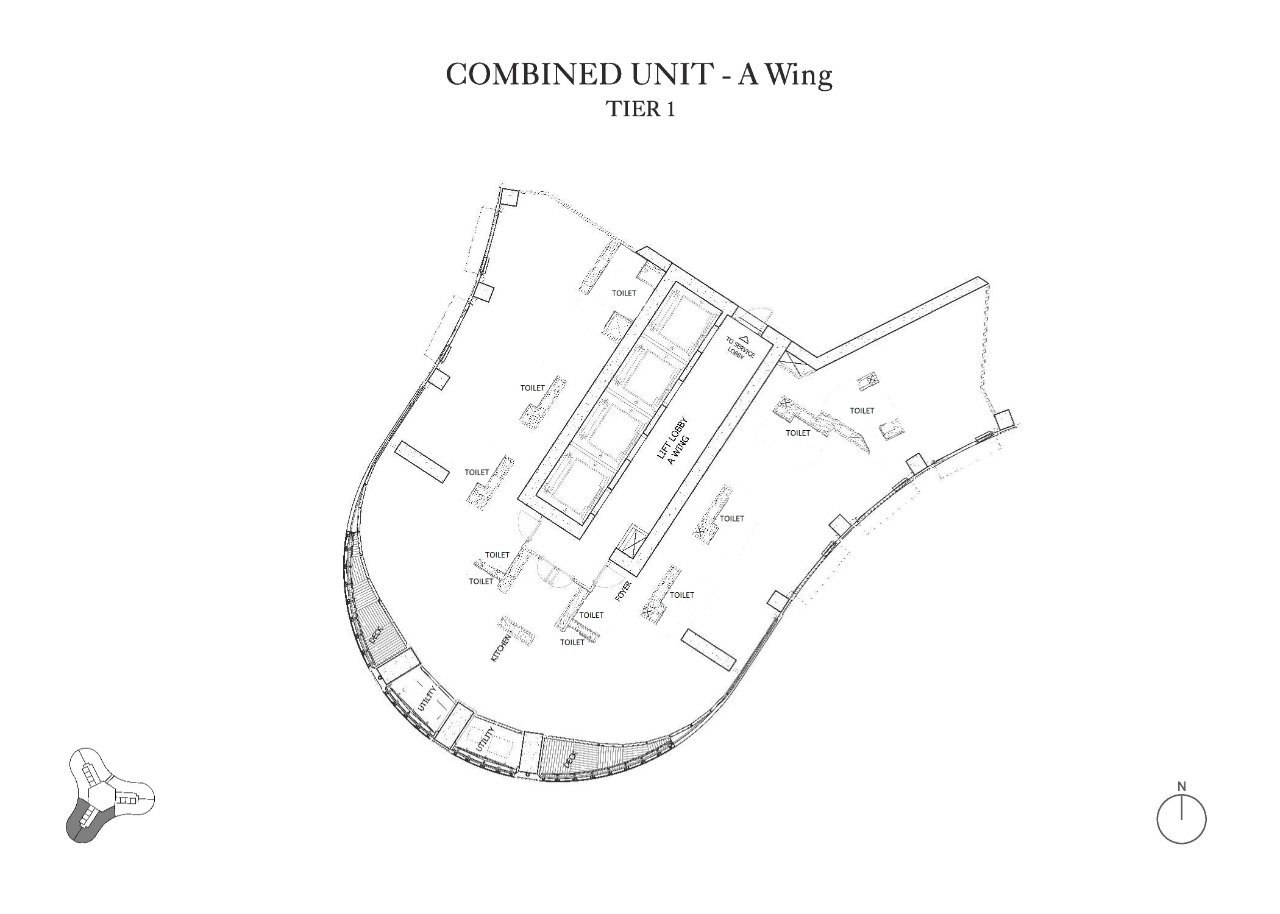 COMBINED UNIT - A Wing
TIER 1
TOILET
TO SERVICE
LOBBY
TOILET
TOILET
TOILET
LIFT LOBBY
A WING
TOILET
TOILET
TOILET
TOILET
TOILET
FOYER
TOILET
TOILET
KITCHEN
TOILET
DECK
UTILITY
UTILITY
DECK
N